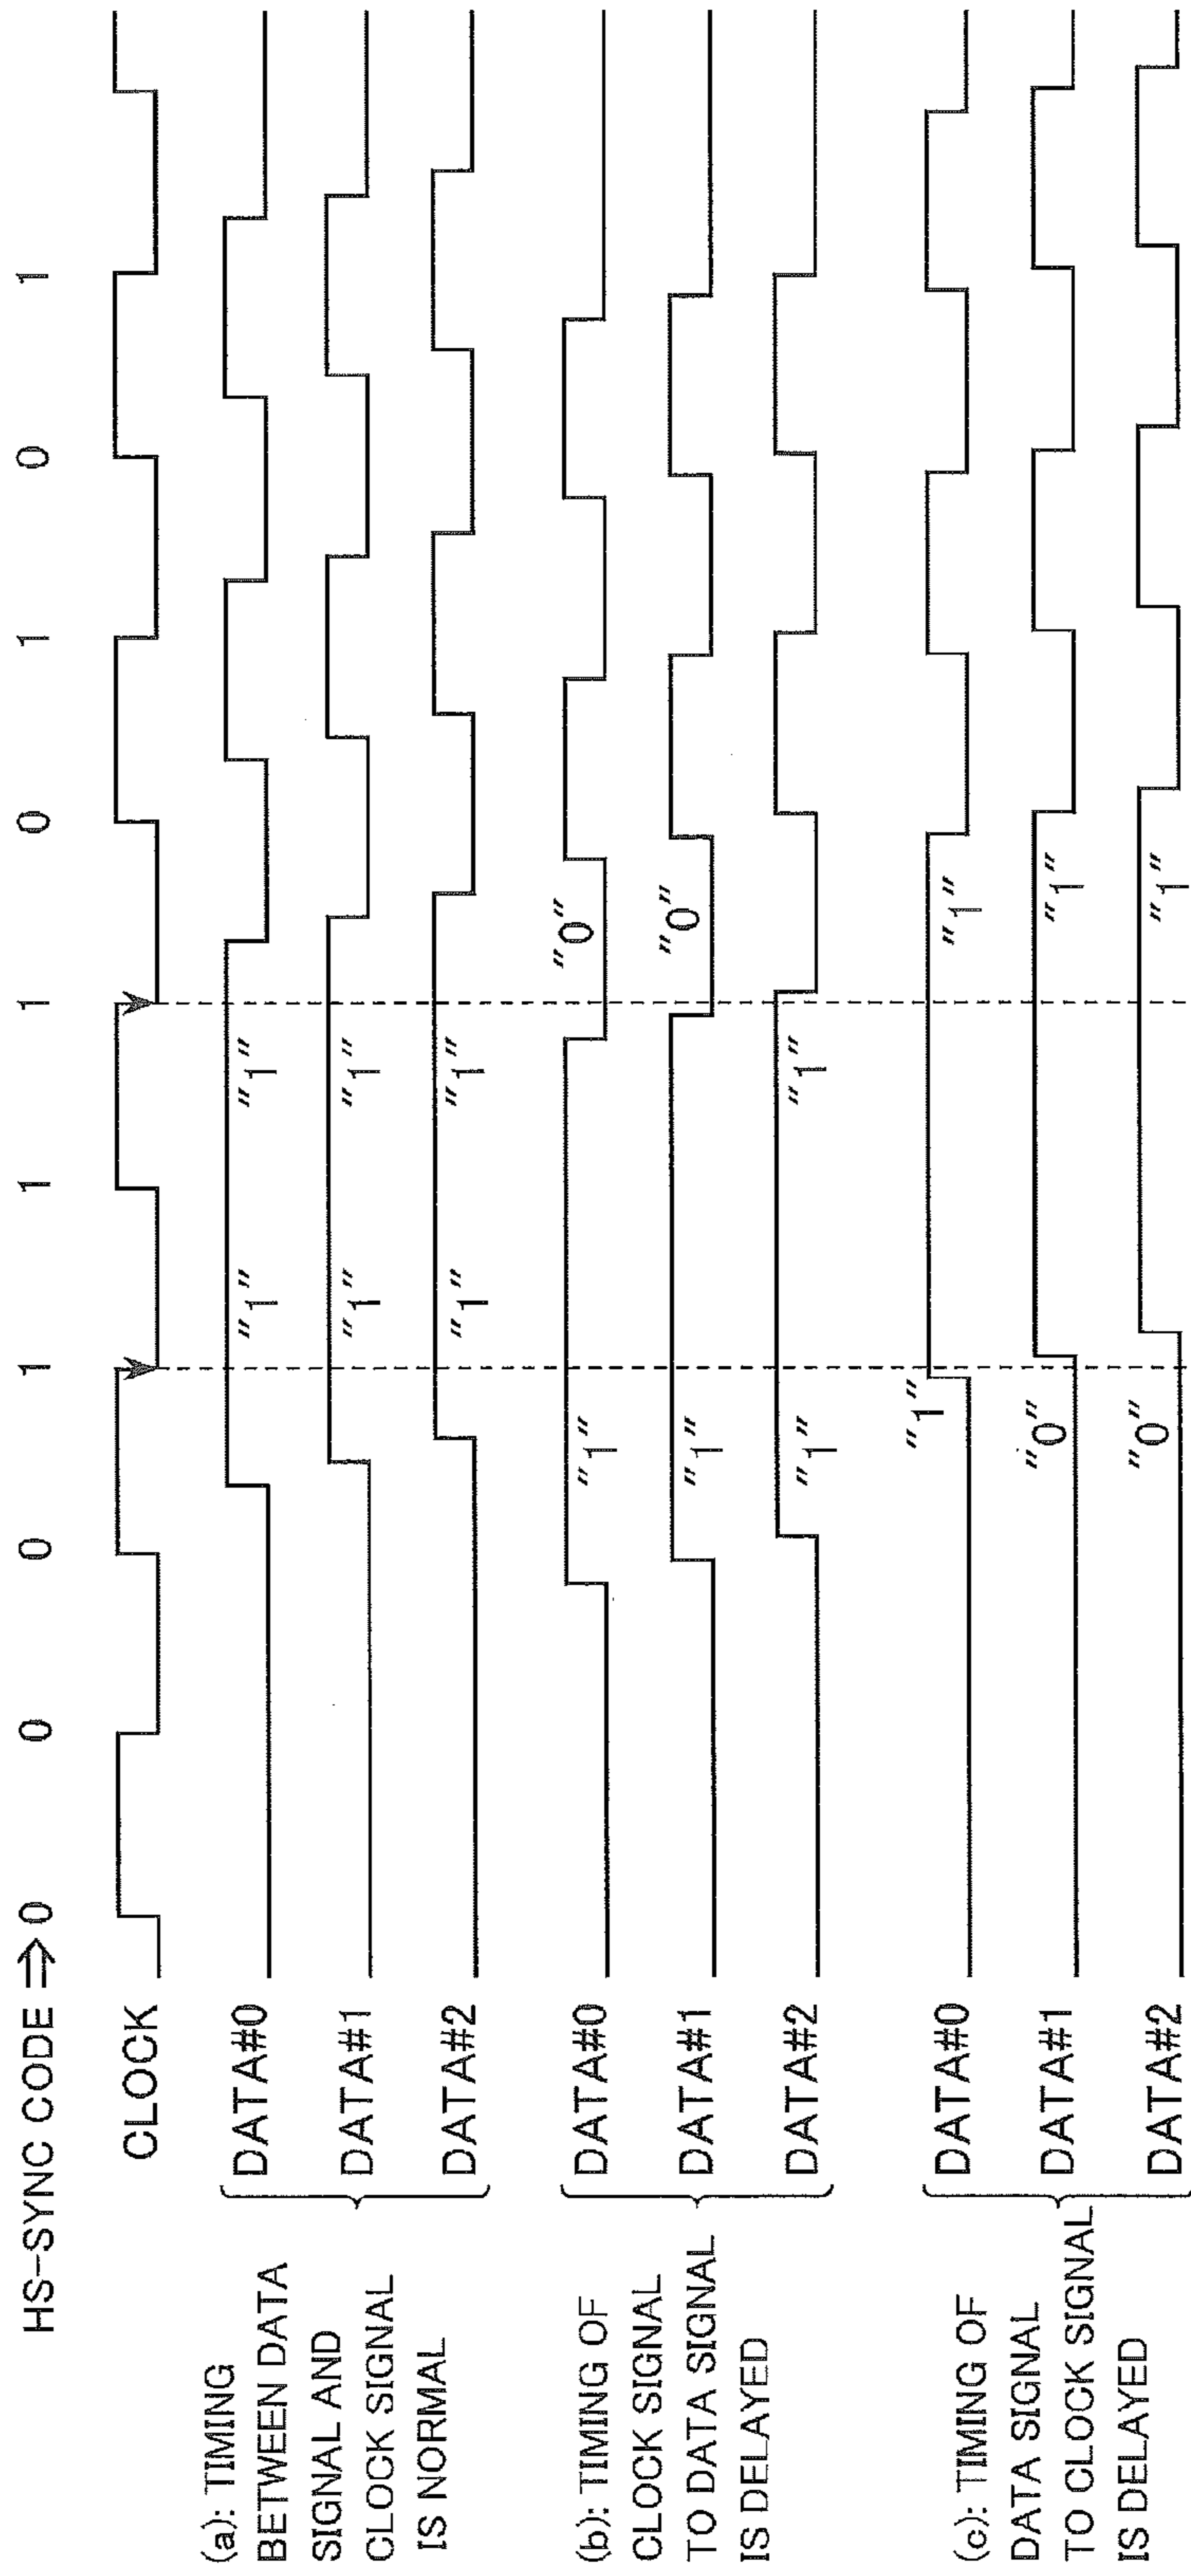 HS-SYNC CODE ⇒ 0 0 0 1 1 1 0 1 0 1
CLOCK
(a): TIMING
BETWEEN DATA
SIGNAL AND
CLOCK SIGNAL
IS NORMAL
DATA#0 "1" "1"
DATA#1 "1" "1"
DATA#2 "1" "1"
(b): TIMING OF
CLOCK SIGNAL
TO DATA SIGNAL
IS DELAYED
DATA#0 "1" "0"
DATA#1 "1" "0"
DATA#2 "1" "1"
(c): TIMING OF
DATA SIGNAL
TO CLOCK SIGNAL
IS DELAYED
DATA#0 "1" "1"
DATA#1 "0" "1"
DATA#2 "0" "1"